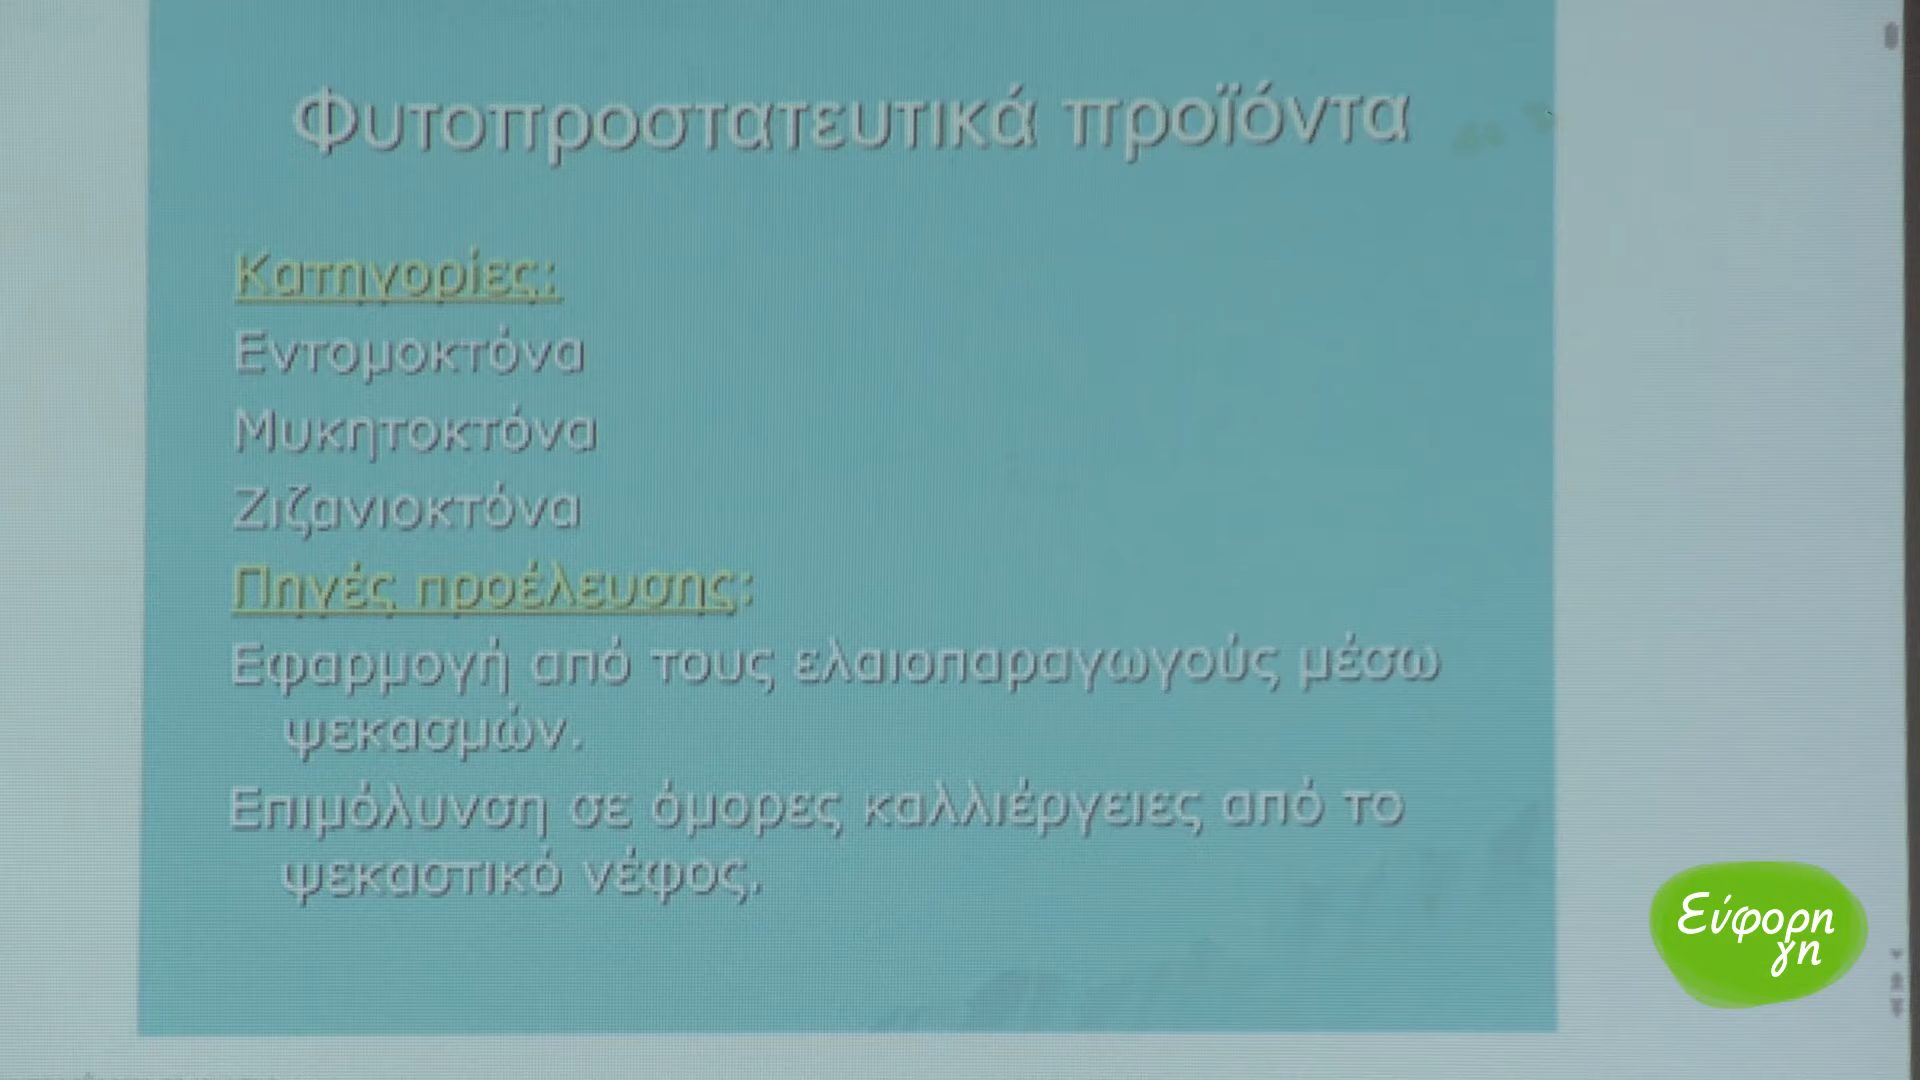 Φυτοπροστατευτικά προϊόντα
Κατηγορίες:
Εντομοκτόνα
Μυκητοκτόνα
Ζιζανιοκτόνα
Πηγές προέλευσης:
Εφαρμογή από τους ελαιοπαραγωγούς μέσω
ψεκασμών.
Επιμόλυνση σε όμορες καλλιέργειες από το
ψεκαστικό νέφος.
Εύφορη
γη